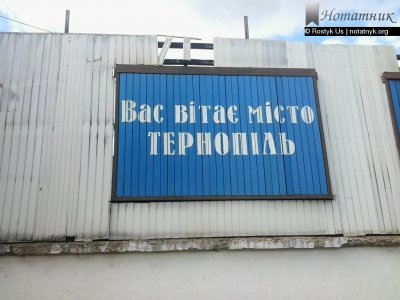 Нотатник
© Rostyk Us | notatnyk.org
Вас вітає місто
ТЕРНОПІЛЬ